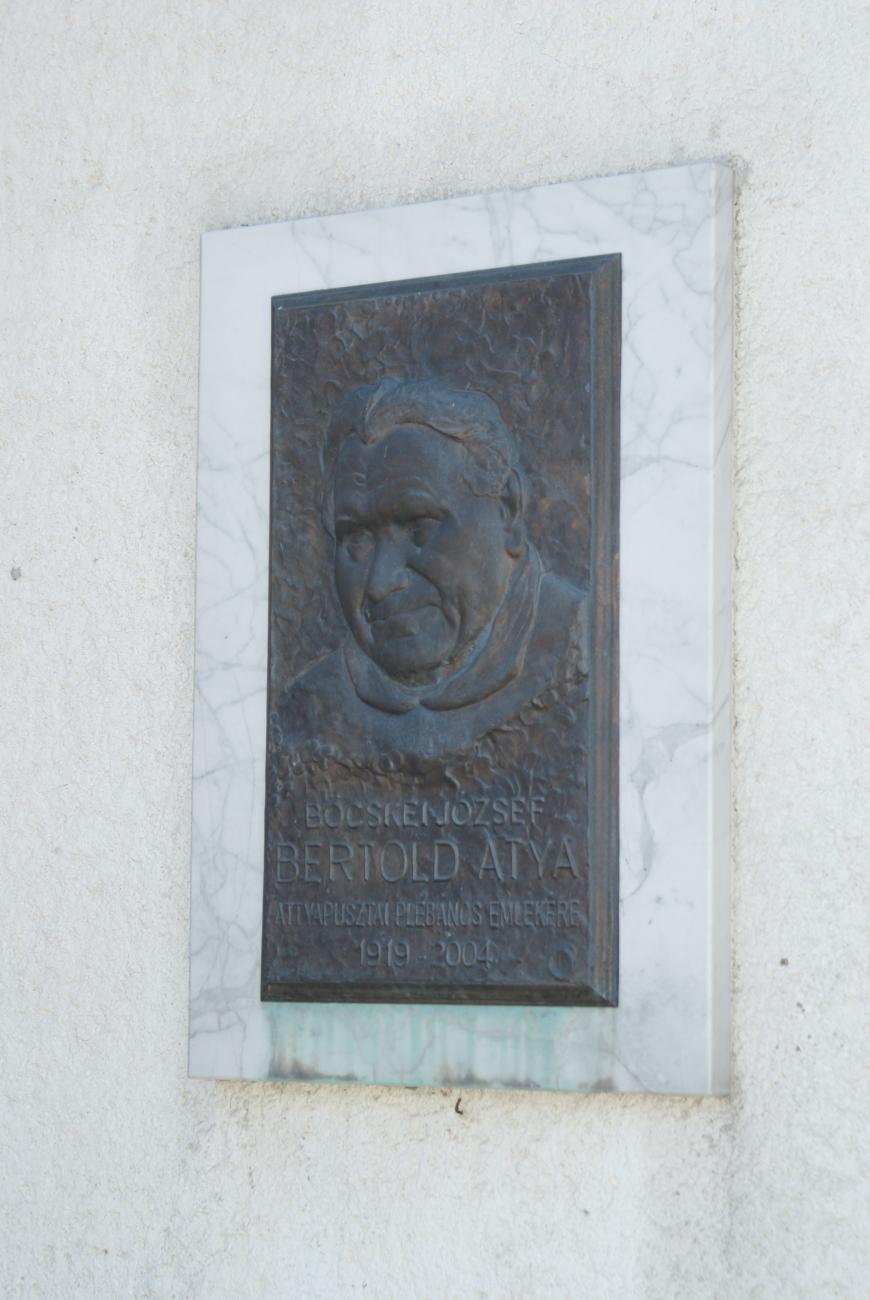 BÖCSKEI JÓZSEF
BERTOLD ATYA
ATTYAPUSZTAI PLÉBÁNOS EMLÉKÉRE
1919 - 2004